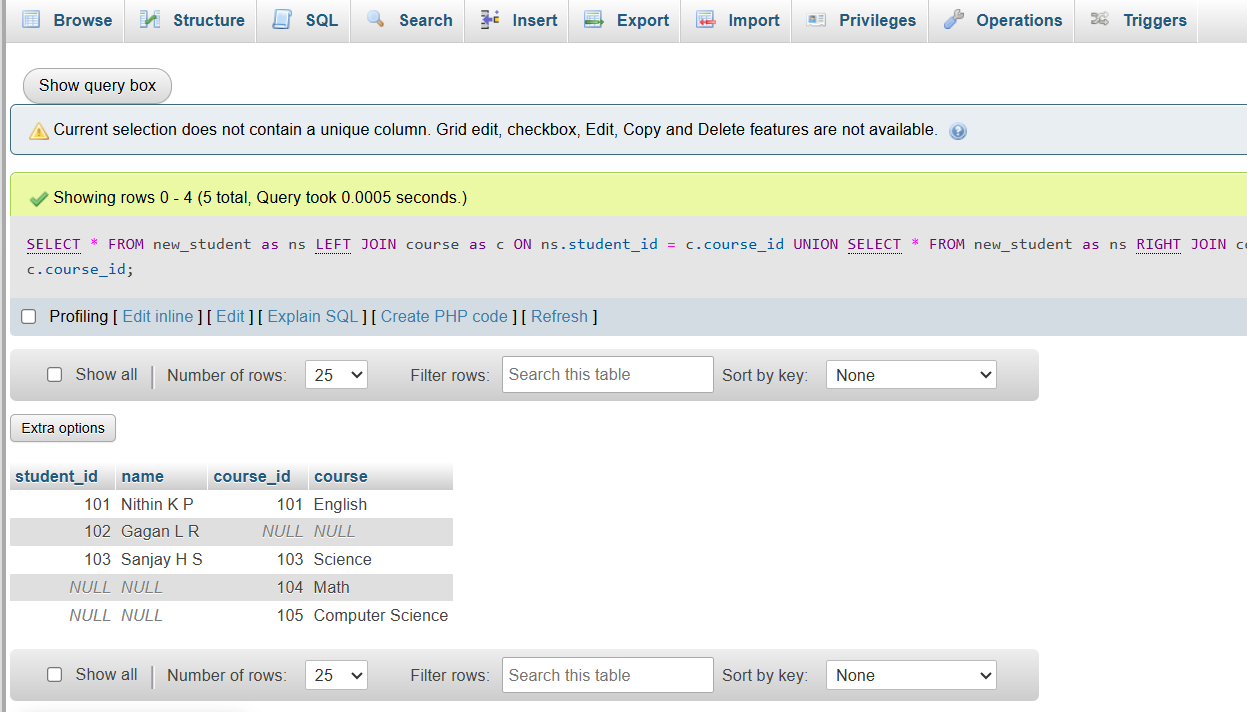 Browse Structure SQL Search Insert Export Import Privileges Operations Triggers
Show query box
Current selection does not contain a unique column. Grid edit, checkbox, Edit, Copy and Delete features are not available.
Showing rows 0 - 4 (5 total, Query took 0.0005 seconds.)
SELECT * FROM new_student as ns LEFT JOIN course as c ON ns.student_id = c.course_id UNION SELECT * FROM new_student as ns RIGHT JOIN
c.course_id;
Profiling [ Edit inline ] [ Edit ] [ Explain SQL ] [ Create PHP code ] [ Refresh ]
Show all | Number of rows: 25 Filter rows: Search this table Sort by key: None
Extra options
student_id name course_id course
101 Nithin K P 101 English
102 Gagan L R NULL NULL
103 Sanjay H S 103 Science
NULL NULL 104 Math
NULL NULL 105 Computer Science
Show all | Number of rows: 25 Filter rows: Search this table Sort by key: None